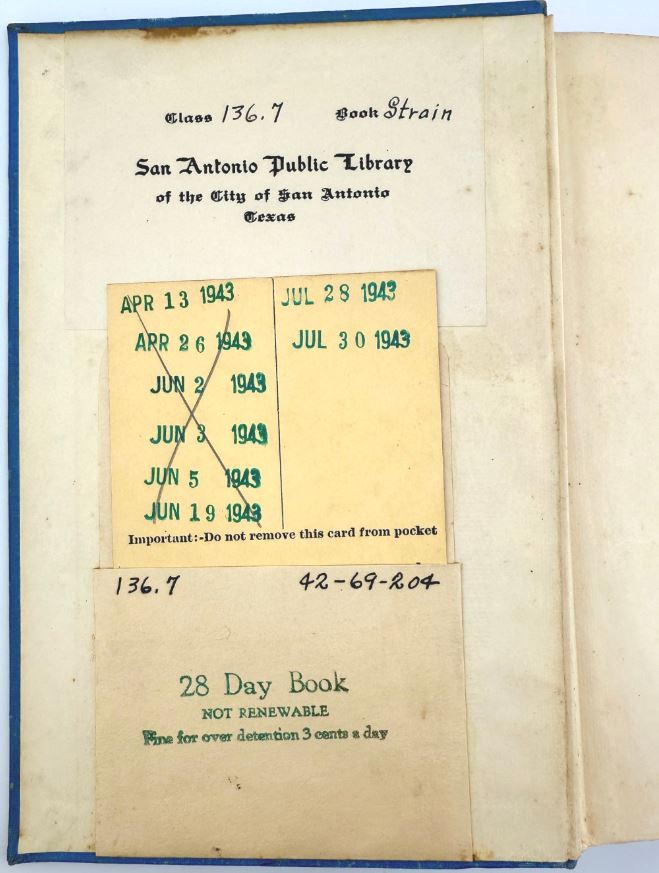 Class 136.7 Book Strain
San Antonio Public Library
of the City of San Antonio
Texas
APR 13 1943
APR 26 1943
JUN 2 1943
JUN 3 1943
JUN 5 1943
JUN 19 1943
JUL 28 1943
JUL 30 1943
Important:-Do not remove this card from pocket
136.7 42-69-204
28 Day Book
NOT RENEWABLE
Fine for over detention 3 cents a day